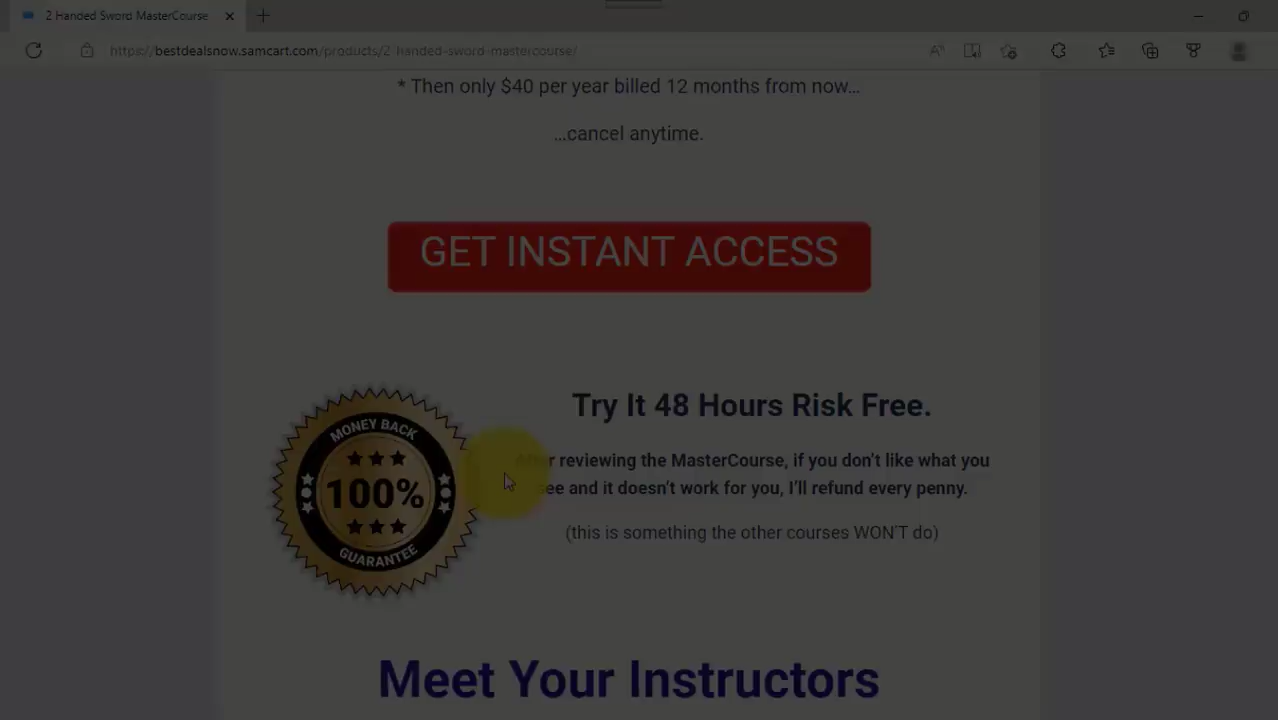 2 Handed Sword MasterCourse
https://bestdealsnow.samcart.com/products/2-handed-sword-mastercourse/
* Then only $40 per year billed 12 months from now...
...cancel anytime.
GET INSTANT ACCESS
MONEY BACK
100%
GUARANTEE
Try It 48 Hours Risk Free.
After reviewing the MasterCourse, if you don't like what you
see and it doesn't work for you, I'll refund every penny.
(this is something the other courses WON'T do)
Meet Your Instructors